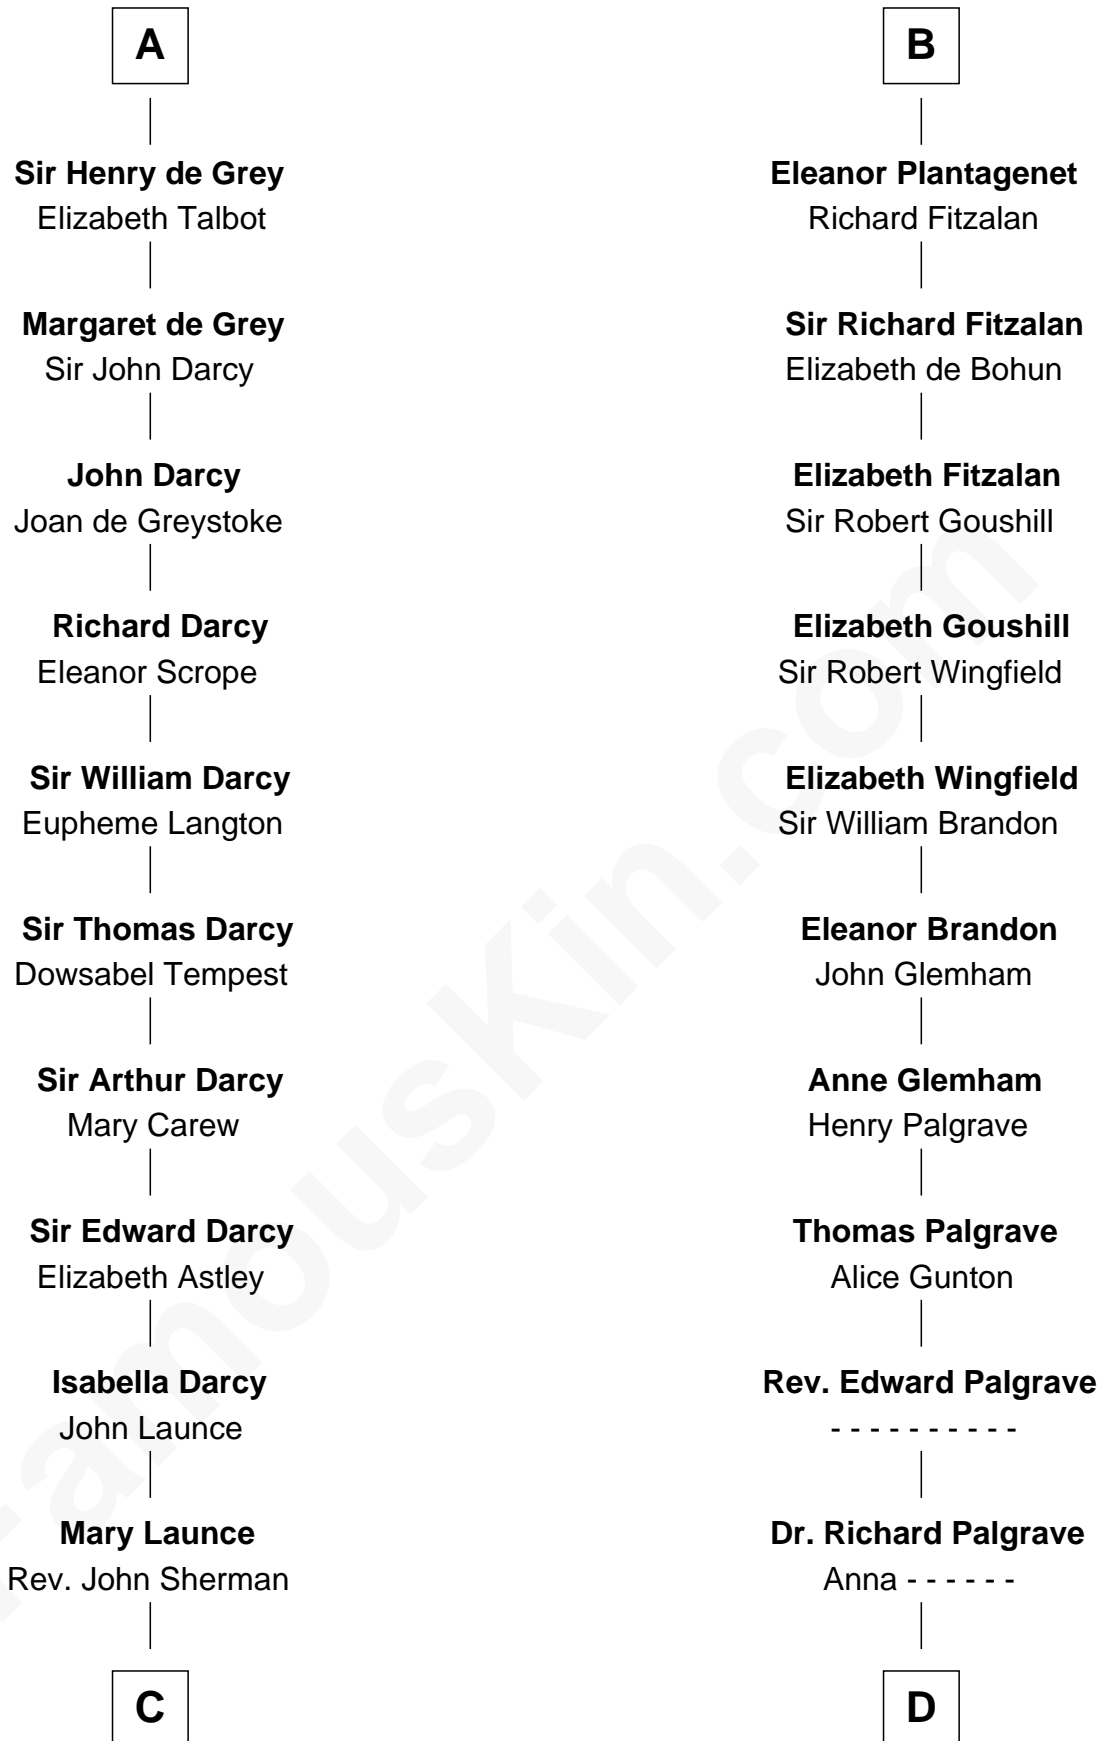 A
Sir Henry de Grey
Elizabeth Talbot
Margaret de Grey
Sir John Darcy
John Darcy
Joan de Greystoke
Richard Darcy
Eleanor Scrope
Sir William Darcy
Eupheme Langton
Sir Thomas Darcy
Dowsabel Tempest
Sir Arthur Darcy
Mary Carew
Sir Edward Darcy
Elizabeth Astley
Isabella Darcy
John Launce
Mary Launce
Rev. John Sherman
C
B
Eleanor Plantagenet
Richard Fitzalan
Sir Richard Fitzalan
Elizabeth de Bohun
Elizabeth Fitzalan
Sir Robert Goushill
Elizabeth Goushill
Sir Robert Wingfield
Elizabeth Wingfield
Sir William Brandon
Eleanor Brandon
John Glemham
Anne Glemham
Henry Palgrave
Thomas Palgrave
Alice Gunton
Rev. Edward Palgrave
- - - - - - - - - -
Dr. Richard Palgrave
Anna - - - - - -
D
FamousKin.com